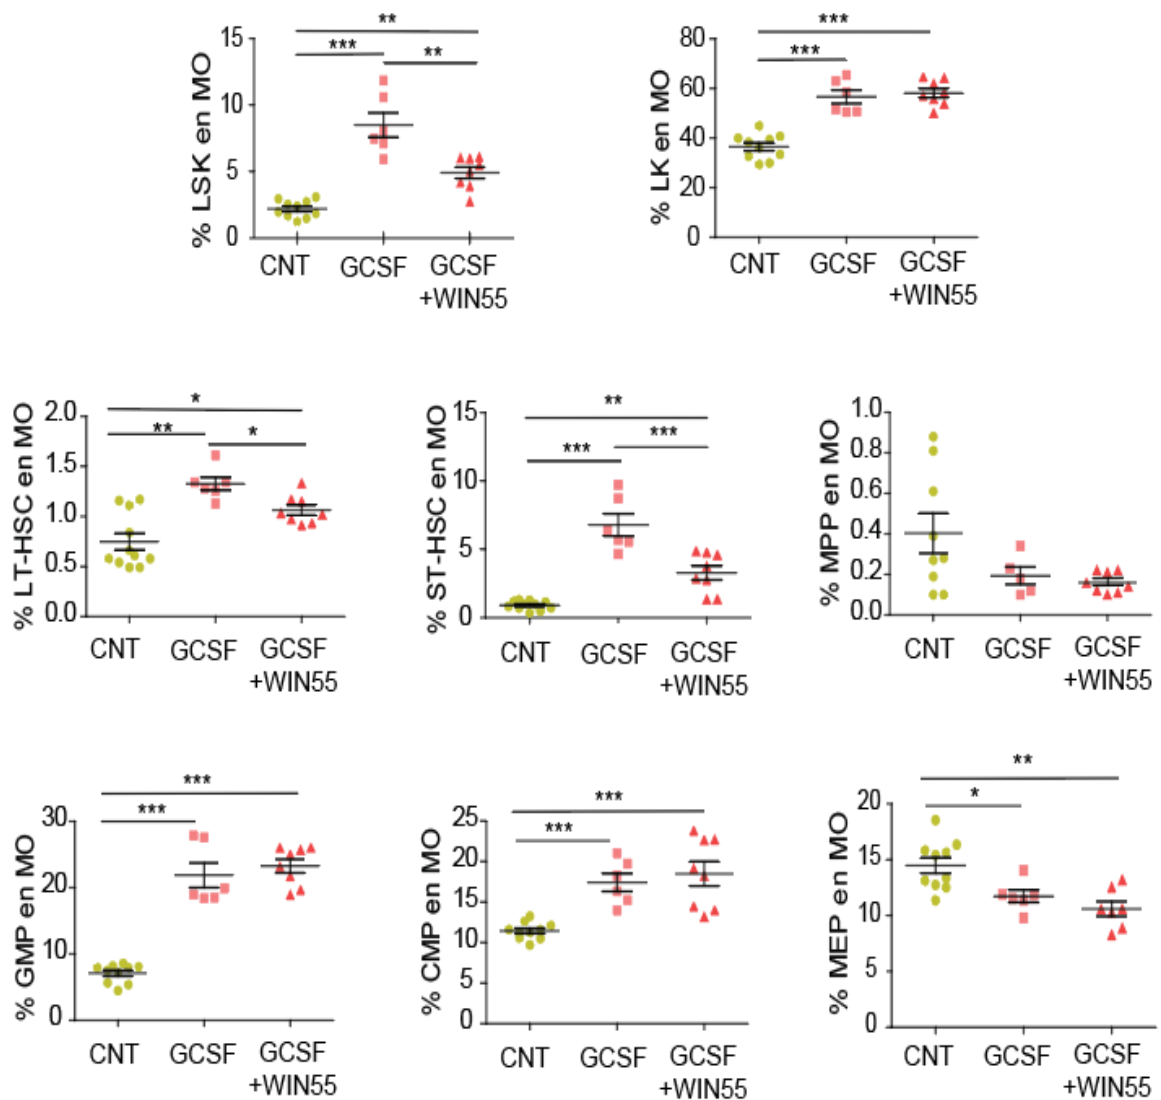 **
***
**
15
10
5
0
% LSK en MO
CNT
GCSF
GCSF
+WIN55
***
***
80
60
40
20
0
% LK en MO
CNT
GCSF
GCSF
+WIN55
*
**
*
2.0
1.5
1.0
0.5
0.0
% LT-HSC en MO
CNT
GCSF
GCSF
+WIN55
**
***
***
15
10
5
0
% ST-HSC en MO
CNT
GCSF
GCSF
+WIN55
1.0
0.8
0.6
0.4
0.2
0.0
% MPP en MO
CNT
GCSF
GCSF
+WIN55
***
***
30
20
10
0
% GMP en MO
CNT
GCSF
GCSF
+WIN55
***
***
25
20
15
10
5
0
% CMP en MO
CNT
GCSF
GCSF
+WIN55
**
*
20
15
10
5
0
% MEP en MO
CNT
GCSF
GCSF
+WIN55